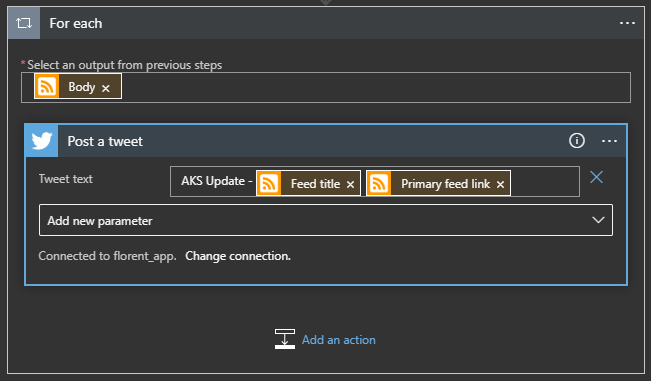 For each
* Select an output from previous steps
Body ×
Post a tweet
Tweet text
AKS Update - Feed title × Primary feed link ×
Add new parameter
Connected to florent_app. Change connection.
Add an action